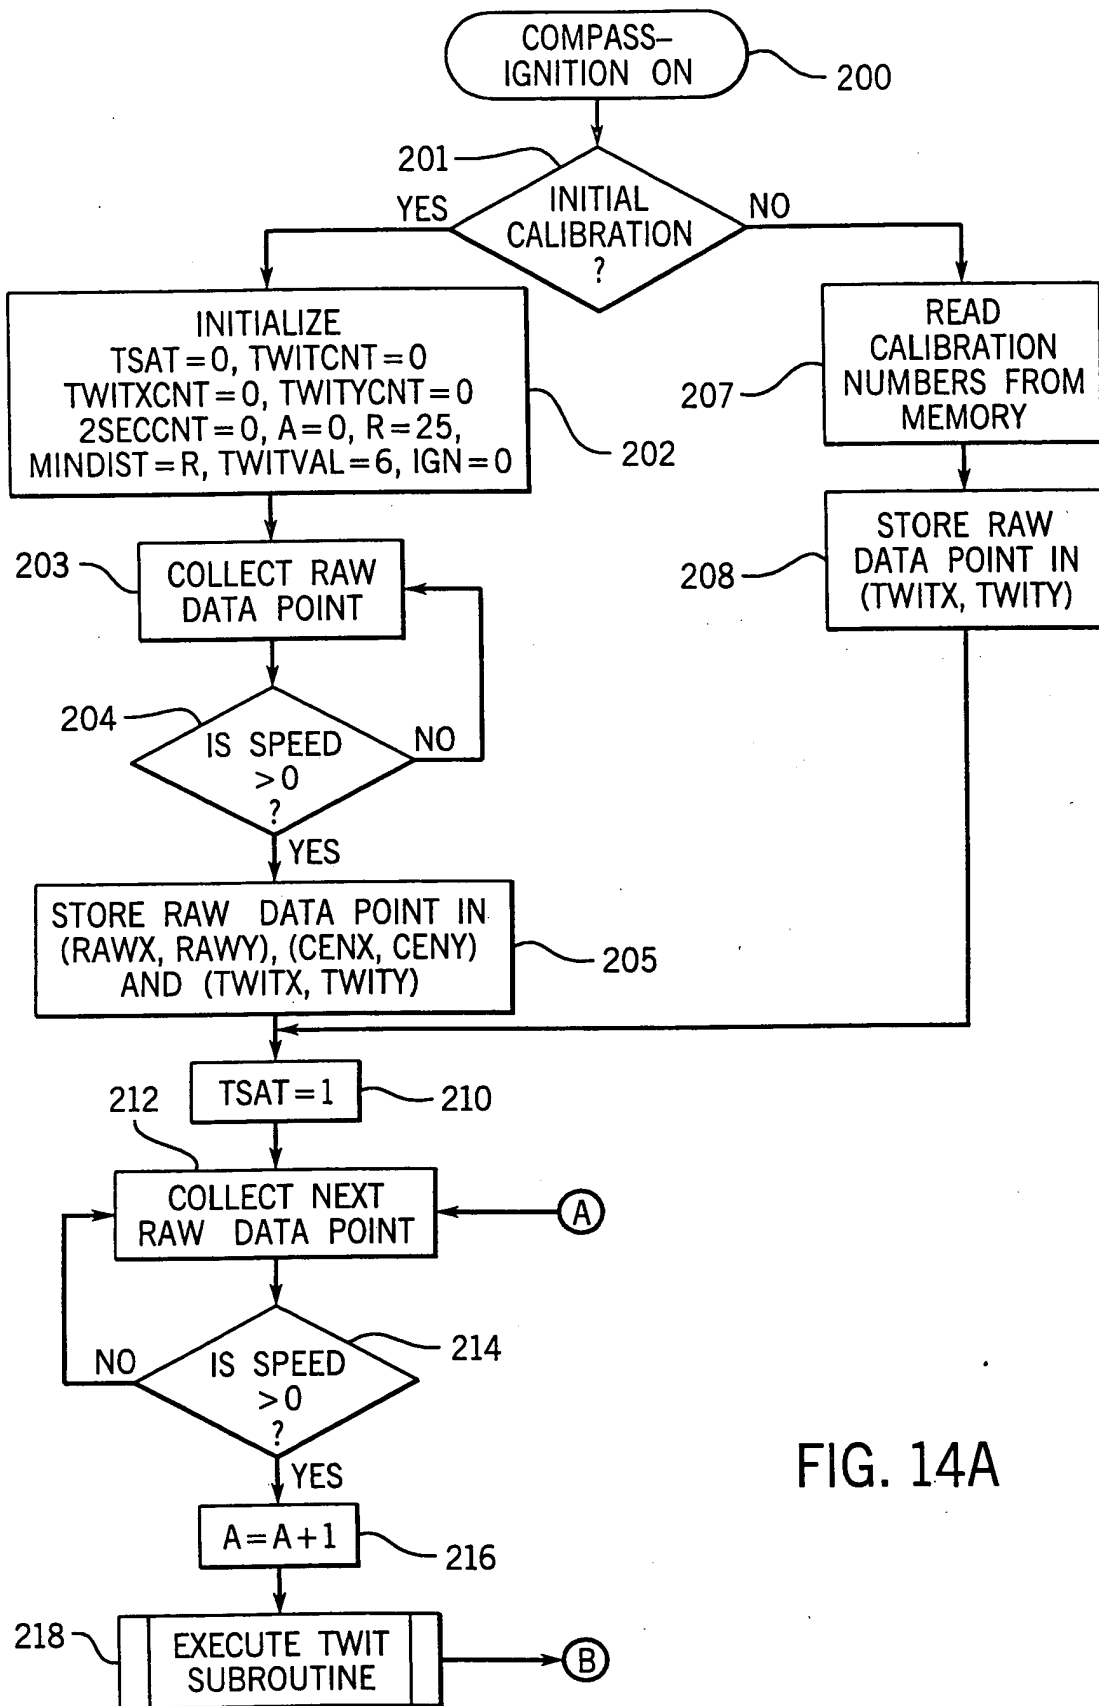 COMPASS–
IGNITION ON
200
201
INITIAL
CALIBRATION
?
YES
NO
INITIALIZE
TSAT=0, TWITCNT=0
TWITXCNT=0, TWITYCNT=0
2SECCNT=0, A=0, R=25,
MINDIST=R, TWITVAL=6, IGN=0
202
READ
CALIBRATION
NUMBERS FROM
MEMORY
207
203
COLLECT RAW
DATA POINT
STORE RAW
DATA POINT IN
(TWITX, TWITY)
208
204
IS SPEED
>0
?
NO
YES
STORE RAW DATA POINT IN
(RAWX, RAWY), (CENX, CENY)
AND (TWITX, TWITY)
205
TSAT=1
210
212
COLLECT NEXT
RAW DATA POINT
A
IS SPEED
>0
?
214
NO
YES
A=A+1
216
218
EXECUTE TWIT
SUBROUTINE
B
FIG. 14A